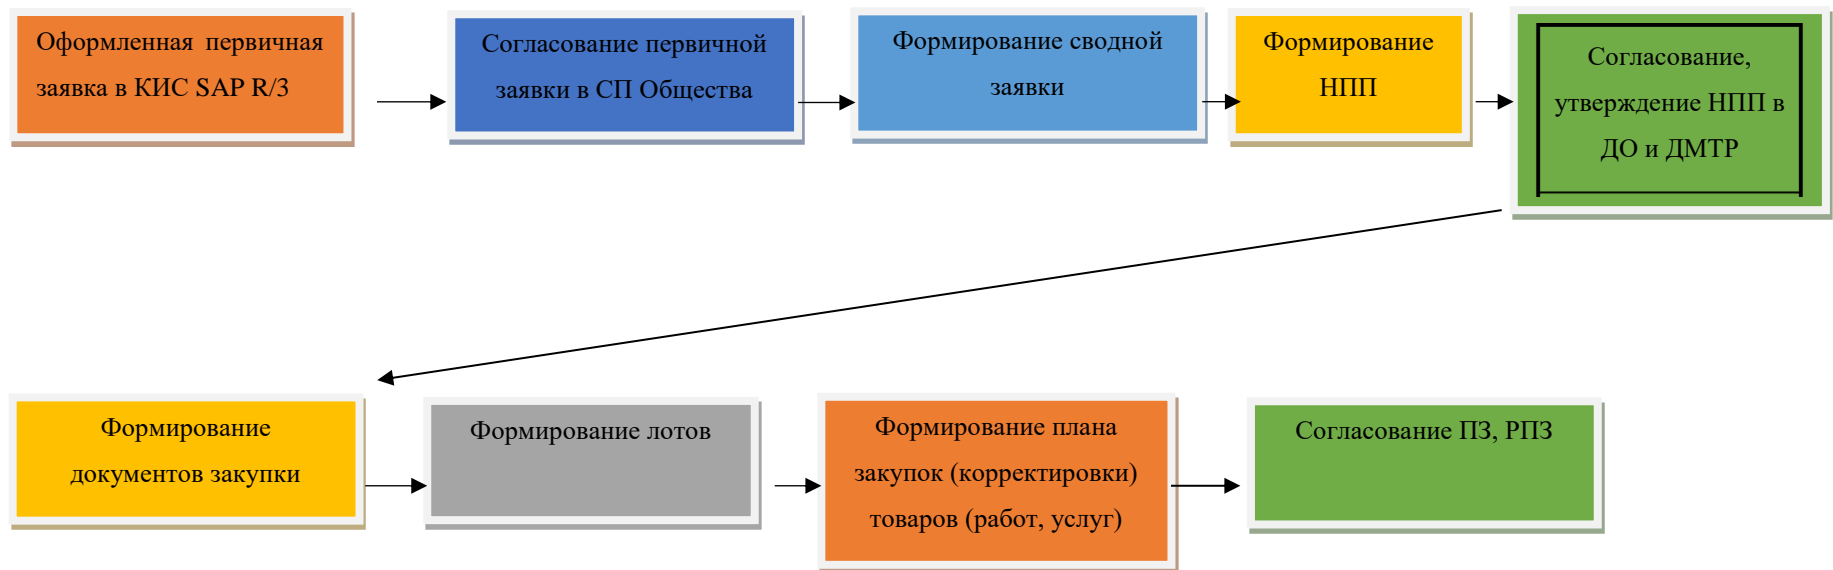 Оформленная первичная
заявка в КИС SAP R/3
Согласование первичной
заявки в СП Общества
Формирование сводной
заявки
Формирование
НПП
Согласование,
утверждение НПП в
ДО и ДМТР
Формирование
документов закупки
Формирование лотов
Формирование плана
закупок (корректировки)
товаров (работ, услуг)
Согласование ПЗ, РПЗ